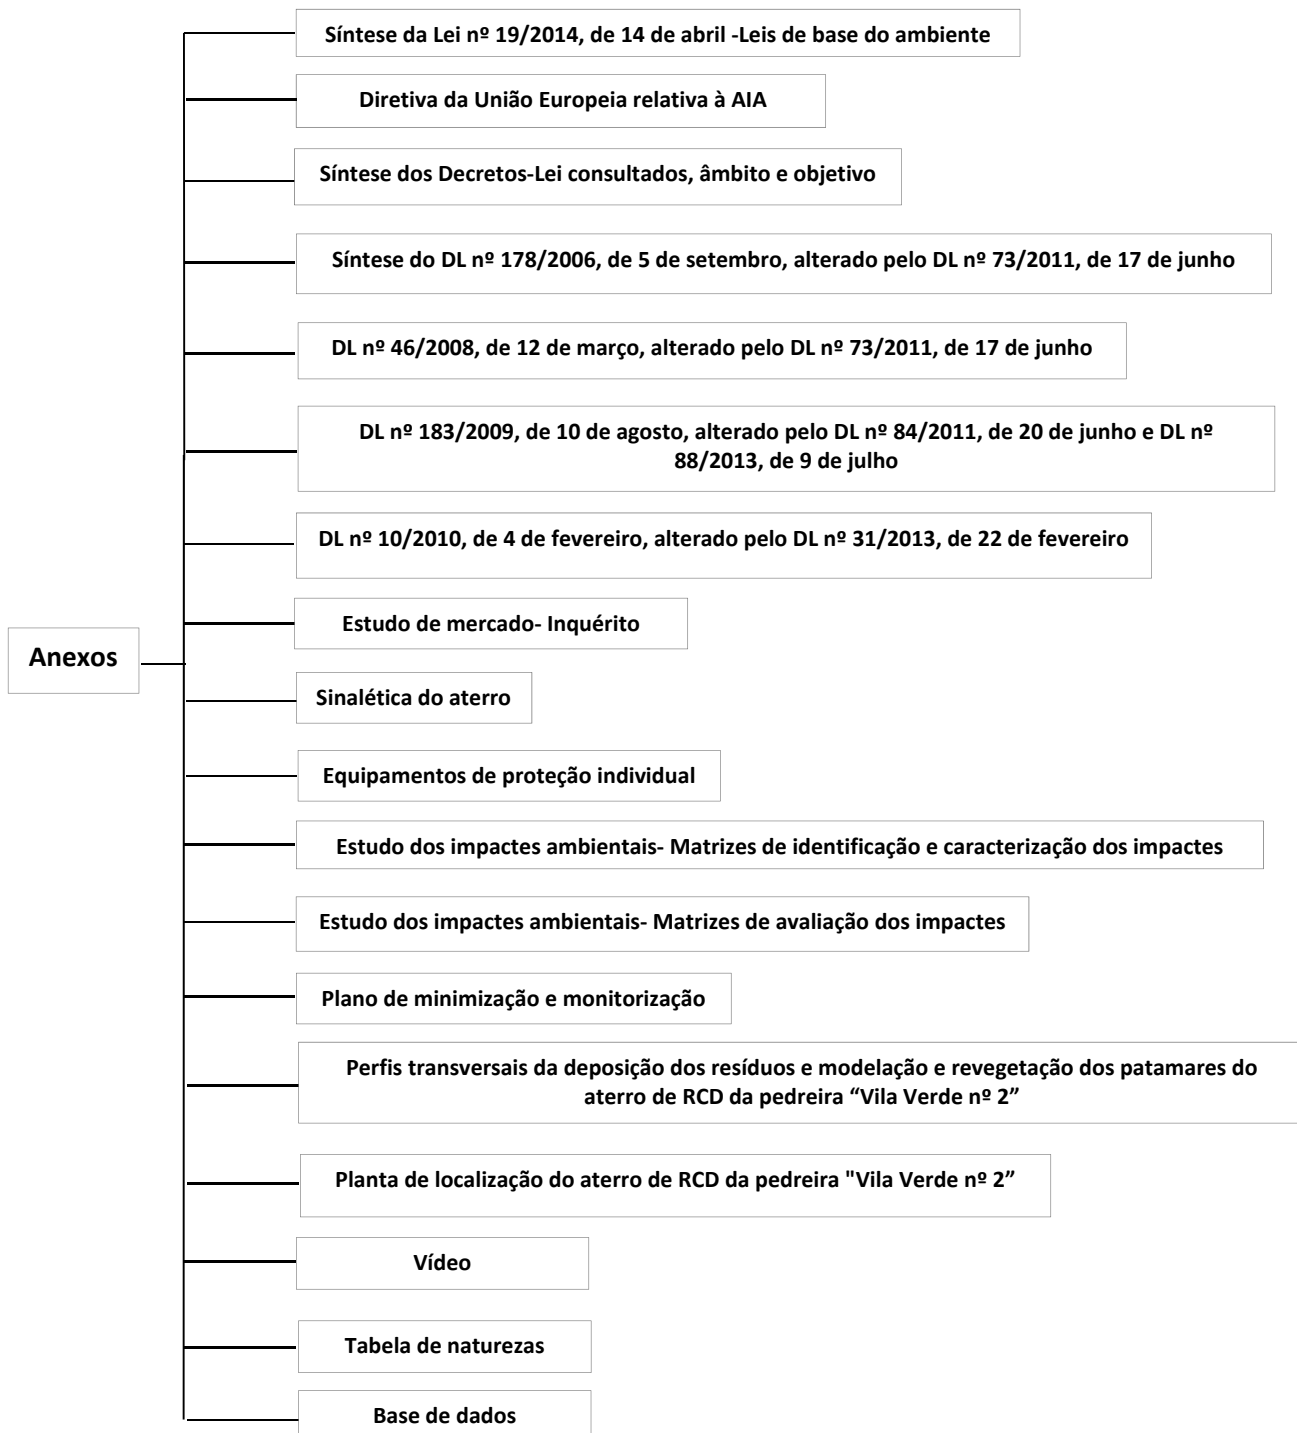 Síntese da Lei nº 19/2014, de 14 de abril -Leis de base do ambiente
Diretiva da União Europeia relativa à AIA
Síntese dos Decretos-Lei consultados, âmbito e objetivo
Síntese do DL nº 178/2006, de 5 de setembro, alterado pelo DL nº 73/2011, de 17 de junho
DL nº 46/2008, de 12 de março, alterado pelo DL nº 73/2011, de 17 de junho
DL nº 183/2009, de 10 de agosto, alterado pelo DL nº 84/2011, de 20 de junho e DL nº
88/2013, de 9 de julho
DL nº 10/2010, de 4 de fevereiro, alterado pelo DL nº 31/2013, de 22 de fevereiro
Estudo de mercado- Inquérito
Anexos
Sinalética do aterro
Equipamentos de proteção individual
Estudo dos impactes ambientais- Matrizes de identificação e caracterização dos impactes
Estudo dos impactes ambientais- Matrizes de avaliação dos impactes
Plano de minimização e monitorização
Perfis transversais da deposição dos resíduos e modelação e revegetação dos patamares do
aterro de RCD da pedreira “Vila Verde nº 2”
Planta de localização do aterro de RCD da pedreira "Vila Verde nº 2”
Vídeo
Tabela de naturezas
Base de dados